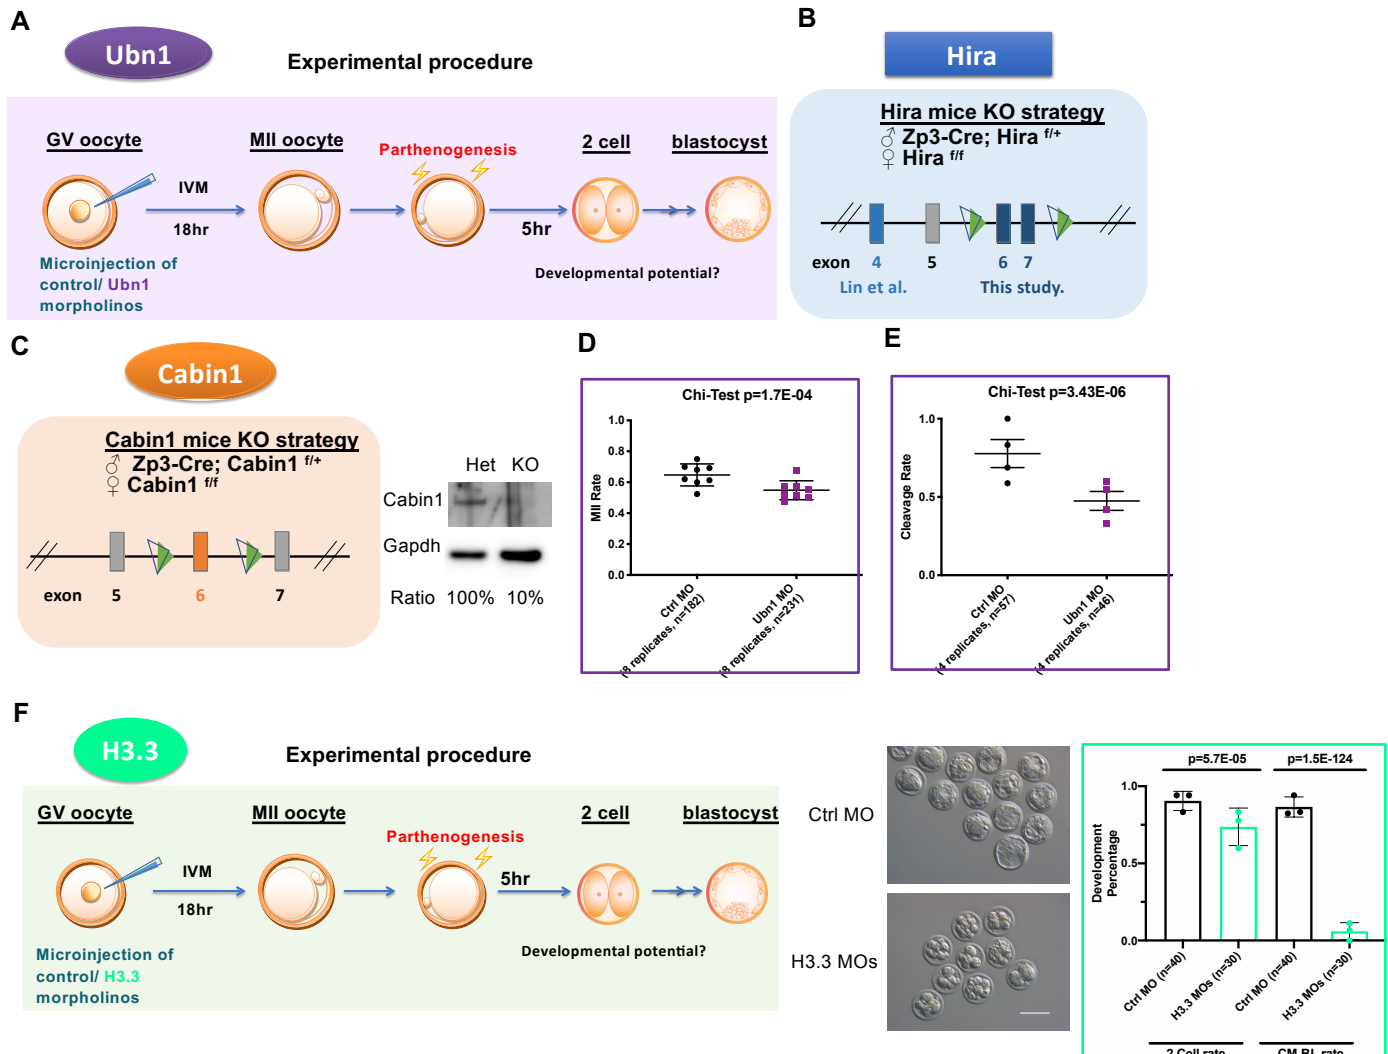 A
Ubn1
Experimental procedure
GV oocyte
MII oocyte
Parthenogenesis
2 cell
blastocyst
IVM
18hr
5hr
Microinjection of
control/ Ubn1
morpholinos
Developmental potential?
B
Hira
Hira mice KO strategy
♂ Zp3-Cre; Hira f/+
♀ Hira f/f
exon 4 5 6 7
Lin et al. This study.
C
Cabin1
Cabin1 mice KO strategy
♂ Zp3-Cre; Cabin1 f/+
♀ Cabin1 f/f
exon 5 6 7
Het KO
Cabin1
Gapdh
Ratio 100% 10%
D
Chi-Test p=1.7E-04
MII Rate
1.0
0.8
0.6
0.4
0.2
0.0
Ctrl MO
(8 replicates, n=182)
Ubn1 MO
(8 replicates, n=231)
E
Chi-Test p=3.43E-06
Cleavage Rate
1.0
0.5
0.0
Ctrl MO
(4 replicates, n=57)
Ubn1 MO
(4 replicates, n=46)
F
H3.3
Experimental procedure
GV oocyte
MII oocyte
Parthenogenesis
2 cell
blastocyst
IVM
18hr
5hr
Microinjection of
control/ H3.3
morpholinos
Developmental potential?
Ctrl MO
H3.3 MOs
p=5.7E-05
p=1.5E-124
Development
Percentage
1.0
0.5
0.0
Ctrl MO (n=40)
H3.3 MOs (n=30)
Ctrl MO (n=40)
H3.3 MOs (n=30)
2 Cell rate
CM BL rate